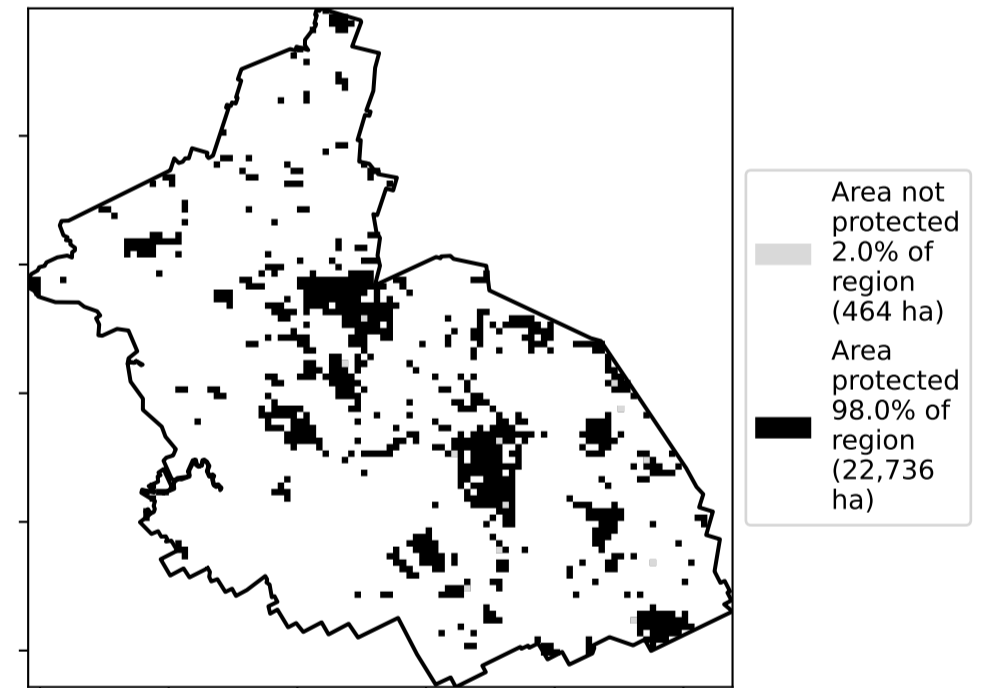 Area not
protected
2.0% of
region
(464 ha)
Area
protected
98.0% of
region
(22,736
ha)